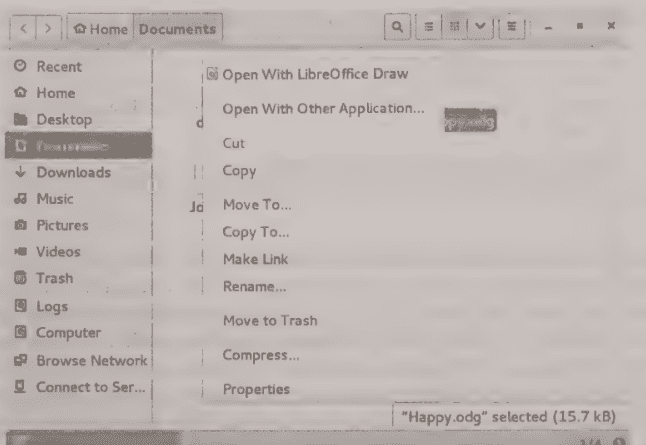 Home Documents
Recent
Home
Desktop
Downloads
Music
Pictures
Videos
Trash
Logs
Computer
Browse Network
Connect to Ser...
Open With LibreOffice Draw
Open With Other Application...
Cut
Copy
Move To...
Copy To...
Make Link
Rename...
Move to Trash
Compress...
Properties
"Happy.odg" selected (15.7 kB)